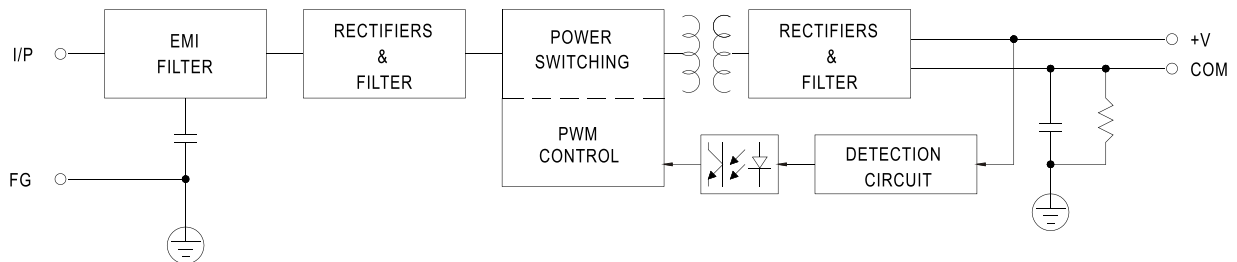 I/P
EMI
FILTER
RECTIFIERS
&
FILTER
POWER
SWITCHING
PWM
CONTROL
RECTIFIERS
&
FILTER
+V
COM
DETECTION
CIRCUIT
FG